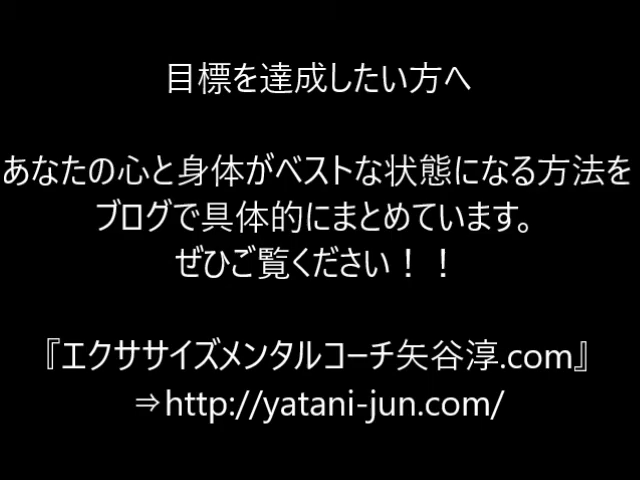 目標を達成したい方へ
あなたの心と身体がベストな状態になる方法を
ブログで具体的にまとめています。
ぜひご覧ください！！
『エクササイズメンタルコーチ矢谷淳.com』
⇒http://yatani-jun.com/